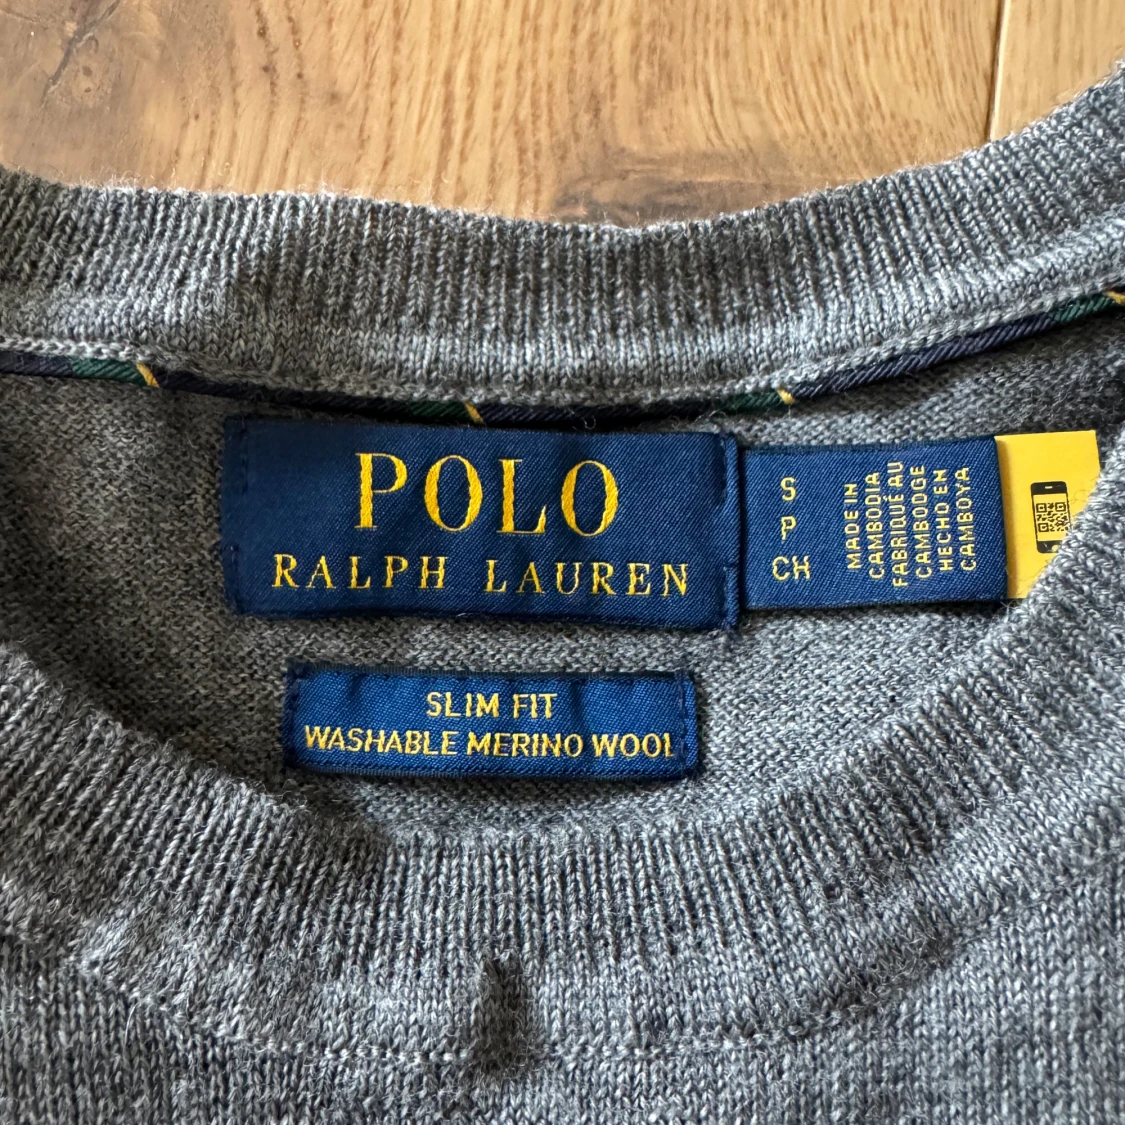 POLO
RALPH LAUREN
S
P
CH
MADE IN
CAMBODIA
FABRIQUÉ AU
CAMBODGE
HECHO EN
CAMBOYA
SLIM FIT
WASHABLE MERINO WOOL